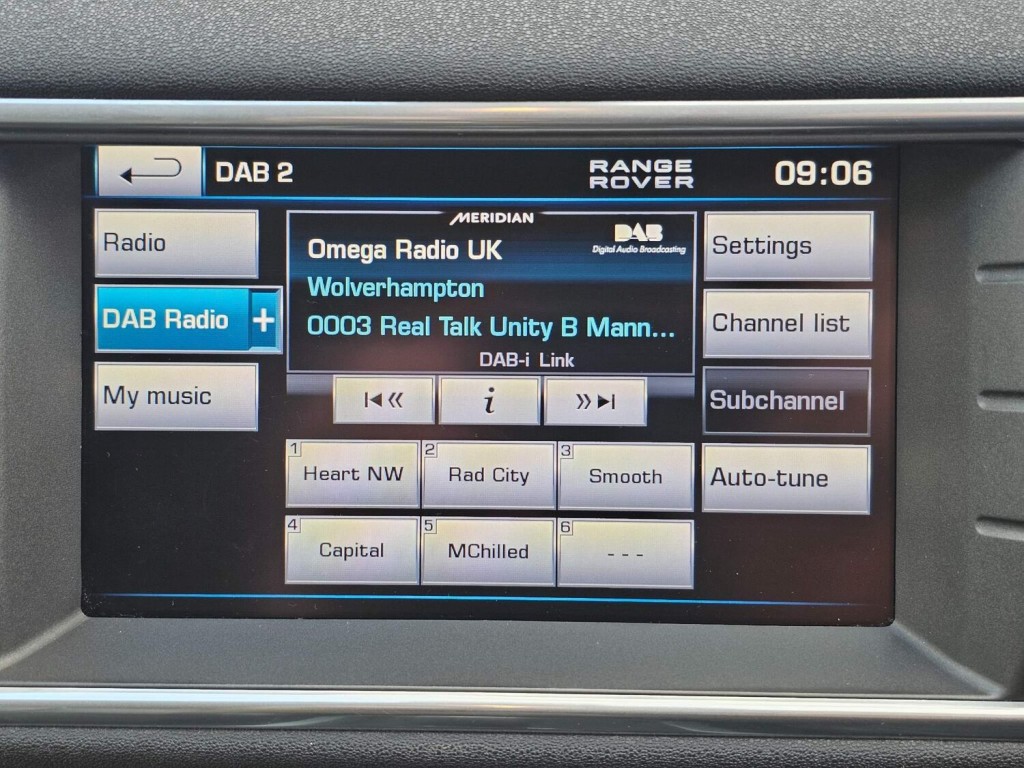 DAB 2
RANGE
ROVER
09:06
Radio
DAB Radio +
My music
MERIDIAN
Omega Radio UK
DAB
Digital Audio Broadcasting
Wolverhampton
0003 Real Talk Unity B Mann...
DAB-i Link
i
Settings
Channel list
Subchannel
Auto-tune
1 Heart NW
2 Rad City
3 Smooth
4 Capital
5 MChilled
6 - - -